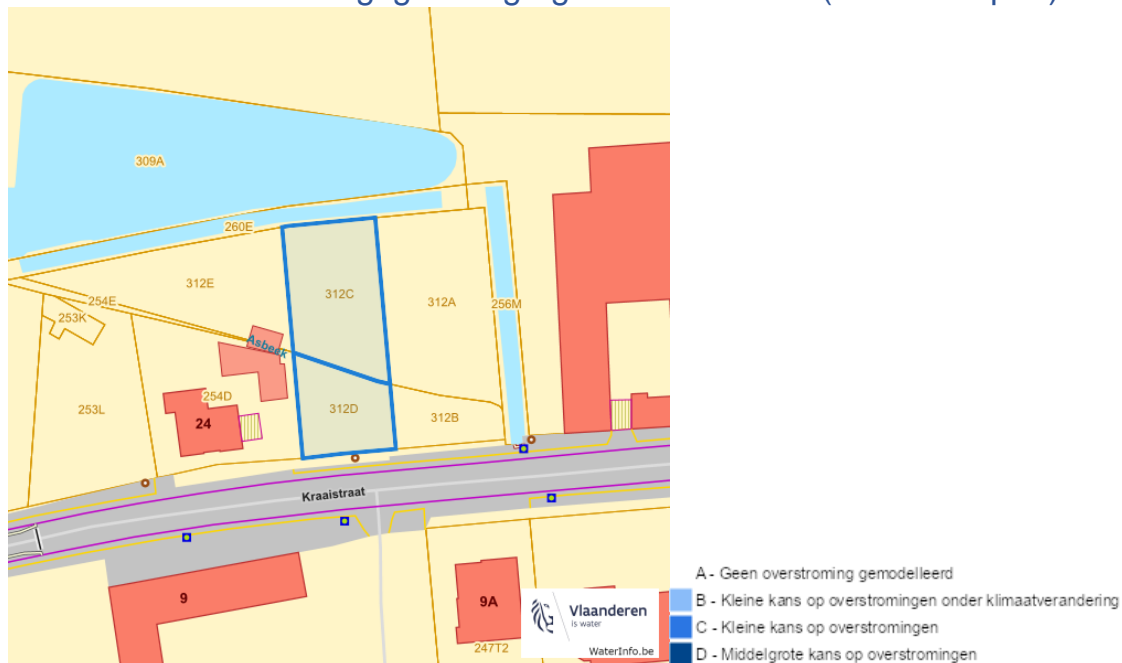 309A
260E
312E
312C
312A
256M
254E
253K
Asbeek
253L
254D
24
312D
312B
Kraaistraat
9
9A
247T2
Vlaanderen
is water
WaterInfo.be
A - Geen overstroming gemodelleerd
B - Kleine kans op overstromingen onder klimaatverandering
C - Kleine kans op overstromingen
D - Middelgrote kans op overstromingen